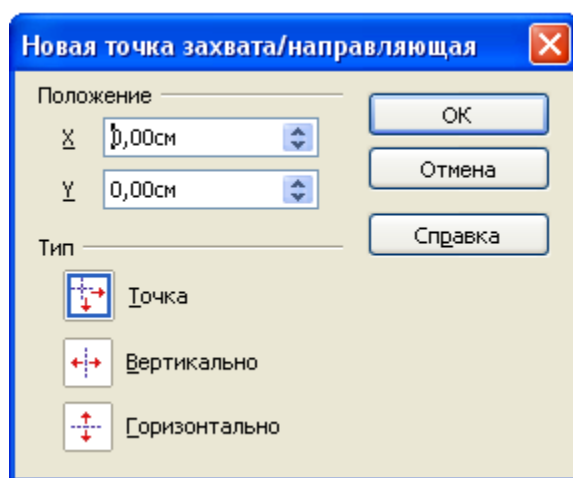 Новая точка захвата/направляющая
Положение
X 0,00см
Y 0,00см
OK
Отмена
Справка
Тип
Точка
Вертикально
Горизонтально